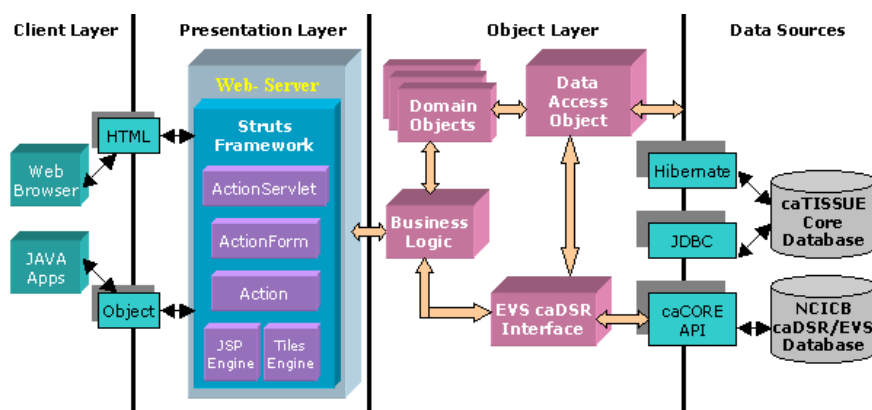 Client Layer
Presentation Layer
Object Layer
Data Sources
Web- Server
Struts
Framework
ActionServlet
ActionForm
Action
JSP
Engine
Tiles
Engine
HTML
Web
Browser
JAVA
Apps
Object
Domain
Objects
Data
Access
Object
Business
Logic
EVS caDSR
Interface
Hibernate
JDBC
caCORE
API
caTISSUE
Core
Database
NCICB
caDSR/EVS
Database